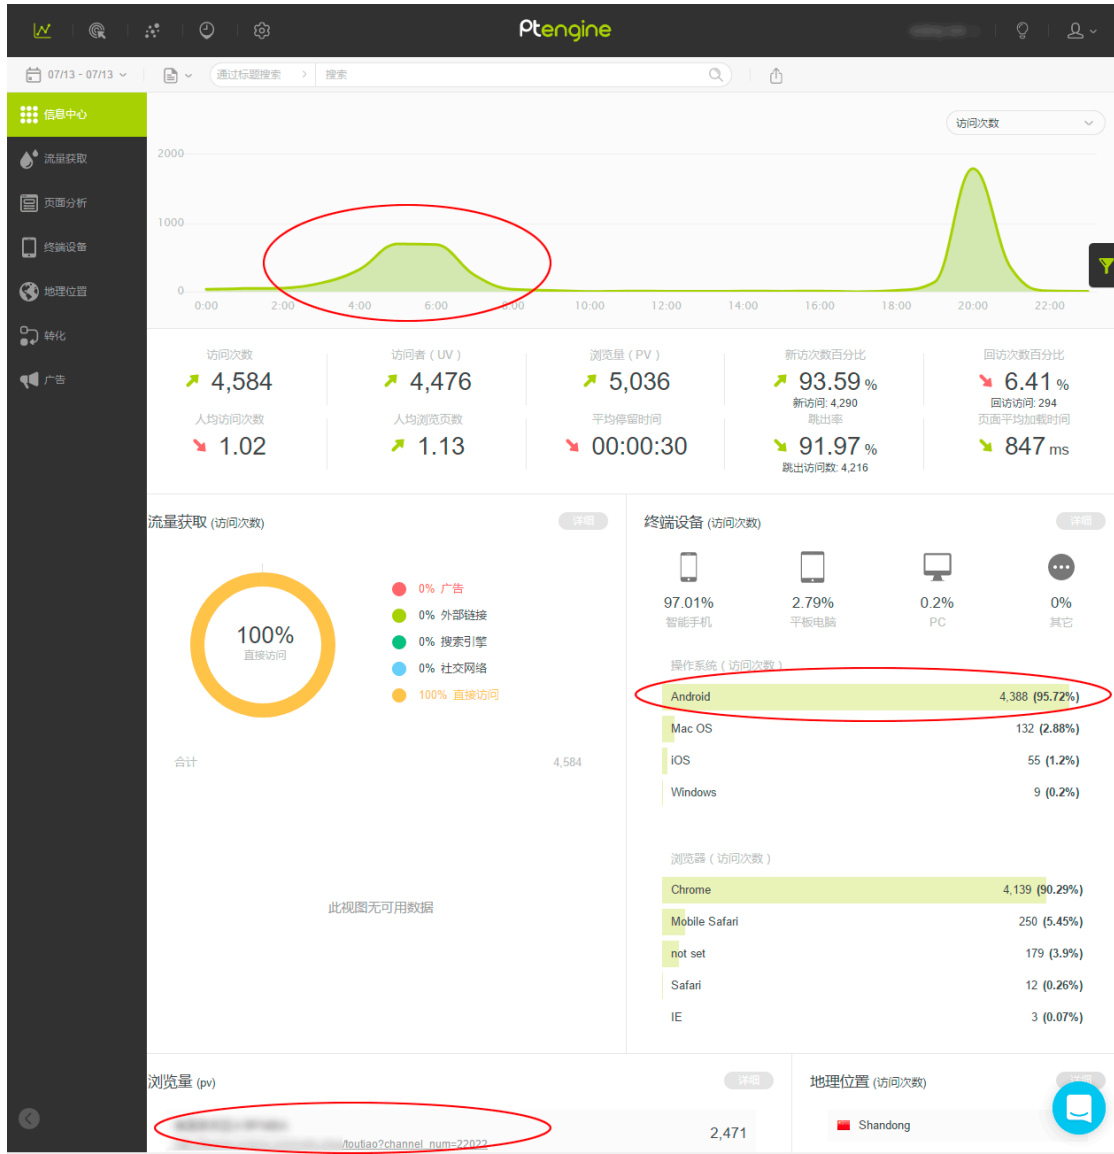 Ptengine
07/13 - 07/13
通过标题搜索 > 搜索
信息中心
流量获取
页面分析
终端设备
地理位置
转化
广告
访问次数
2000
1000
0
0:00 2:00 4:00 6:00 8:00 10:00 12:00 14:00 16:00 18:00 20:00 22:00
访问次数 访问者 ( UV ) 浏览量 ( PV ) 新访次数百分比 回访次数百分比
4,584 4,476 5,036 93.59 % 6.41 %
新访问: 4,290 回访访问: 294
人均访问次数 人均浏览页数 平均停留时间 跳出率 页面平均加载时间
1.02 1.13 00:00:30 91.97 % 847 ms
跳出访问数: 4,216
流量获取 (访问次数) 详细
100%
直接访问
0% 广告
0% 外部链接
0% 搜索引擎
0% 社交网络
100% 直接访问
合计 4,584
此视图无可用数据
终端设备 (访问次数) 详细
97.01% 2.79% 0.2% 0%
智能手机 平板电脑 PC 其它
操作系统 ( 访问次数 )
Android 4,388 (95.72%)
Mac OS 132 (2.88%)
iOS 55 (1.2%)
Windows 9 (0.2%)
浏览器 ( 访问次数 )
Chrome 4,139 (90.29%)
Mobile Safari 250 (5.45%)
not set 179 (3.9%)
Safari 12 (0.26%)
IE 3 (0.07%)
浏览量 (pv) 详细
/toutiao?channel_num=22022
2,471
地理位置 (访问次数) 详细
Shandong